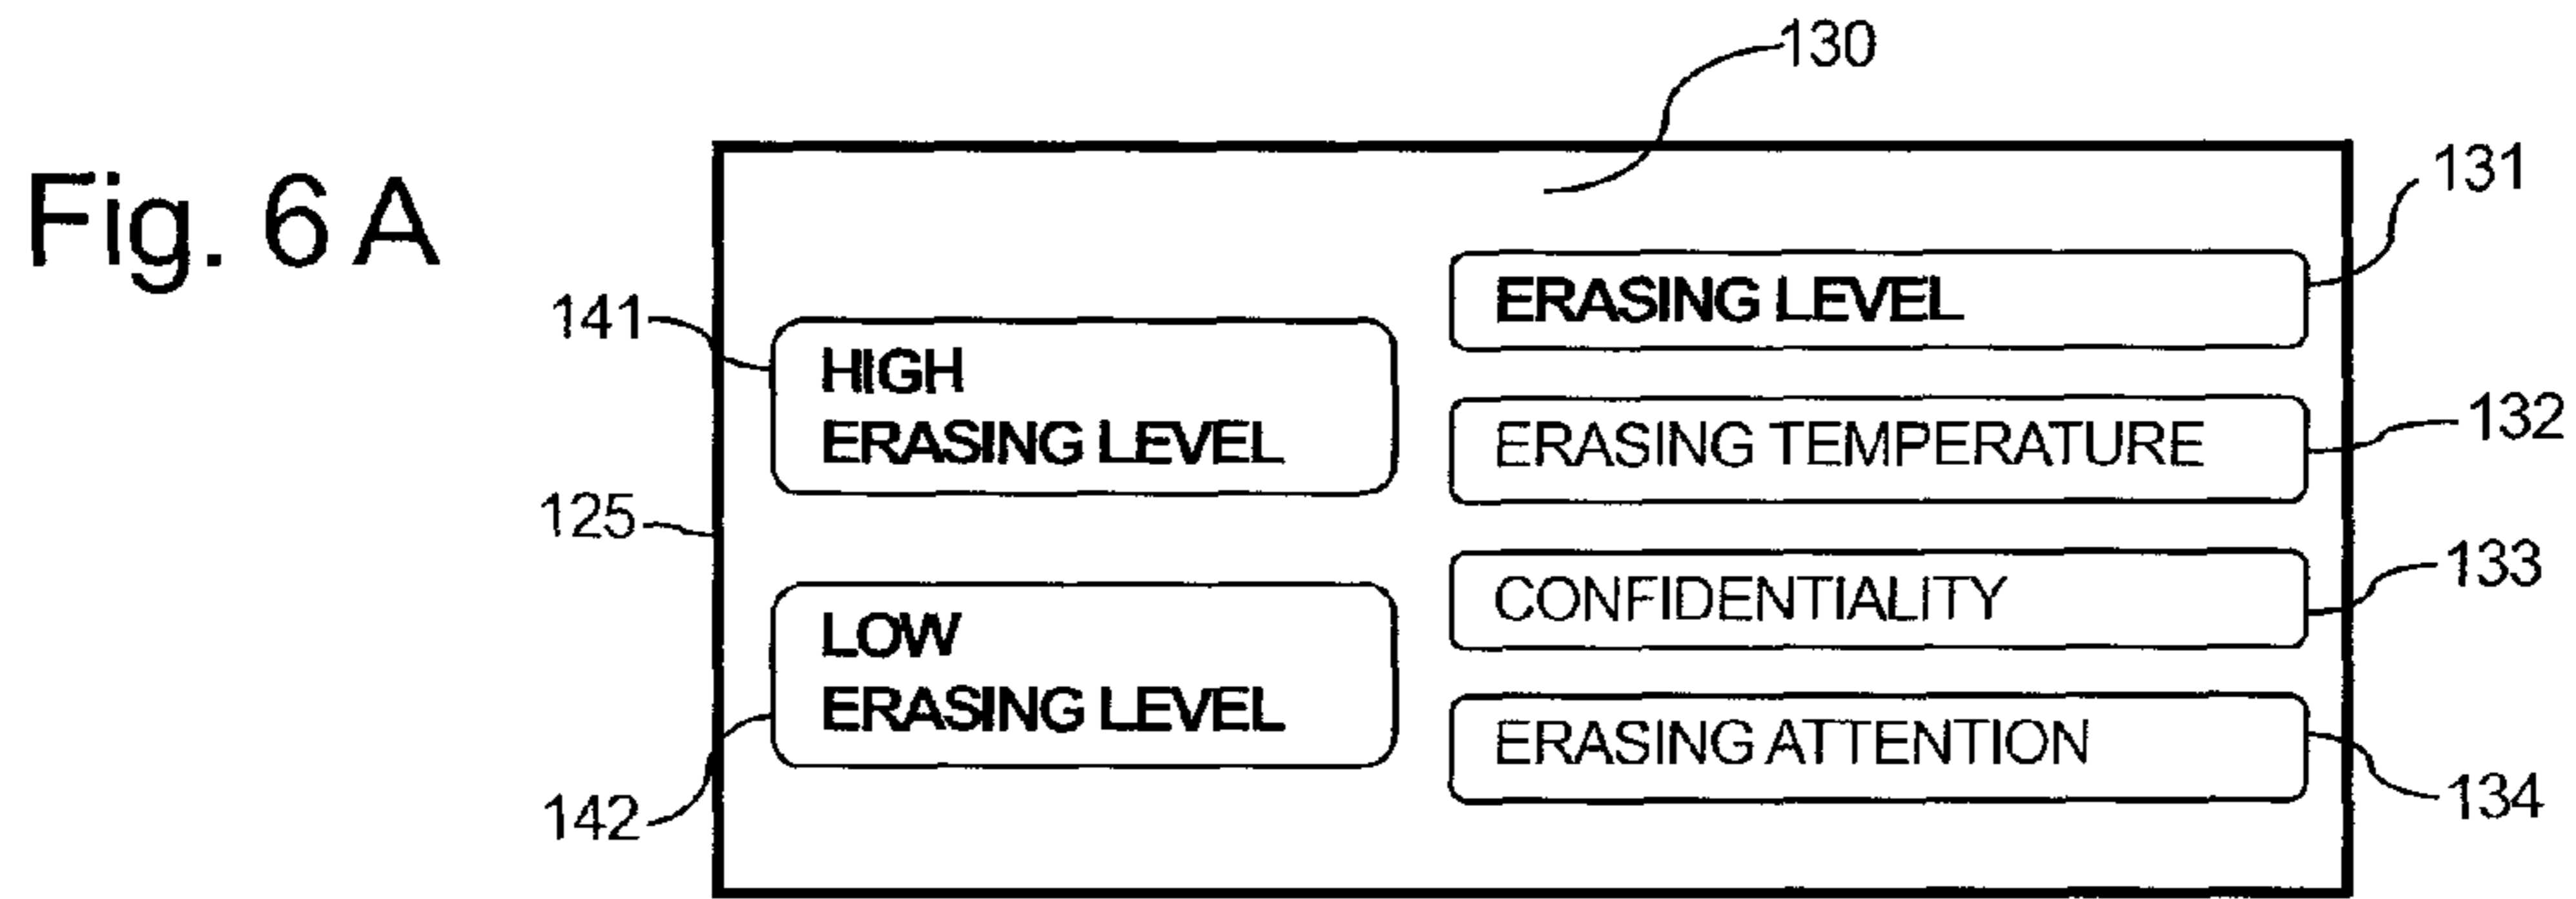 Fig. 6 A
130
131
ERASING LEVEL
141
HIGH
ERASING LEVEL
132
ERASING TEMPERATURE
125
133
CONFIDENTIALITY
LOW
ERASING LEVEL
142
134
ERASING ATTENTION